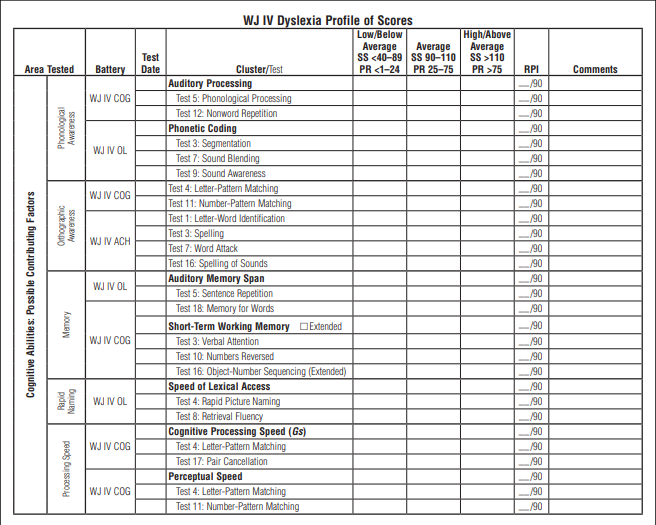 WJ IV Dyslexia Profile of Scores
Area Tested
Battery
Test Date
Cluster/Test
Low/Below Average SS <40–89 PR <1–24
Average SS 90–110 PR 25–75
High/Above Average SS >110 PR >75
RPI
Comments
Cognitive Abilities: Possible Contributing Factors
Phonological Awareness
WJ IV COG
Auditory Processing __/90
Test 5: Phonological Processing __/90
Test 12: Nonword Repetition __/90
WJ IV OL
Phonetic Coding __/90
Test 3: Segmentation __/90
Test 7: Sound Blending __/90
Test 9: Sound Awareness __/90
Orthographic Awareness
WJ IV COG
Test 4: Letter-Pattern Matching __/90
Test 11: Number-Pattern Matching __/90
WJ IV ACH
Test 1: Letter-Word Identification __/90
Test 3: Spelling __/90
Test 7: Word Attack __/90
Test 16: Spelling of Sounds __/90
Memory
WJ IV OL
Auditory Memory Span __/90
Test 5: Sentence Repetition __/90
WJ IV COG
Test 18: Memory for Words __/90
Short-Term Working Memory ☐ Extended __/90
Test 3: Verbal Attention __/90
Test 10: Numbers Reversed __/90
Test 16: Object-Number Sequencing (Extended) __/90
Rapid Naming
WJ IV OL
Speed of Lexical Access __/90
Test 4: Rapid Picture Naming __/90
Test 8: Retrieval Fluency __/90
Processing Speed
WJ IV COG
Cognitive Processing Speed (Gs) __/90
Test 4: Letter-Pattern Matching __/90
Test 17: Pair Cancellation __/90
WJ IV COG
Perceptual Speed __/90
Test 4: Letter-Pattern Matching __/90
Test 11: Number-Pattern Matching __/90